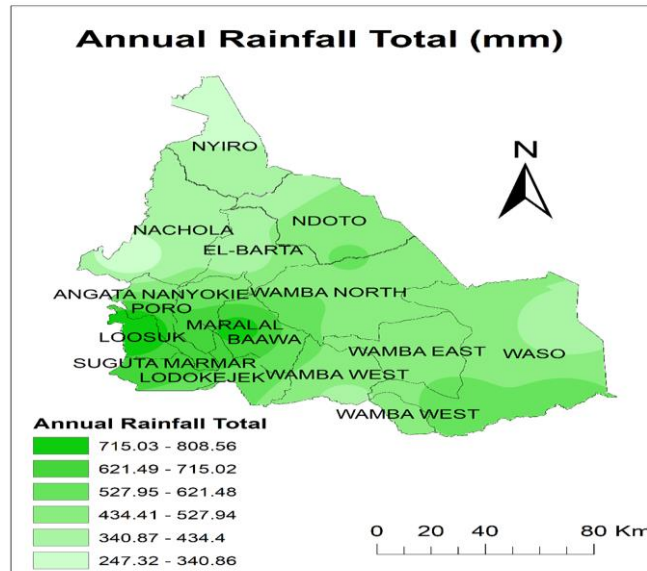 Annual Rainfall Total (mm)
N
NYIRO
NDOTO
NACHOLA
EL-BARTA
ANGATA NANYOKIE
WAMBA NORTH
PORO
MARALAL
LOOSUK
BAAWA
WAMBA EAST
WASO
SUGUTA MARMAR
LODOKEJEK
WAMBA WEST
WAMBA WEST
Annual Rainfall Total
715.03 - 808.56
621.49 - 715.02
527.95 - 621.48
434.41 - 527.94
340.87 - 434.4
247.32 - 340.86
0 20 40 80 Km